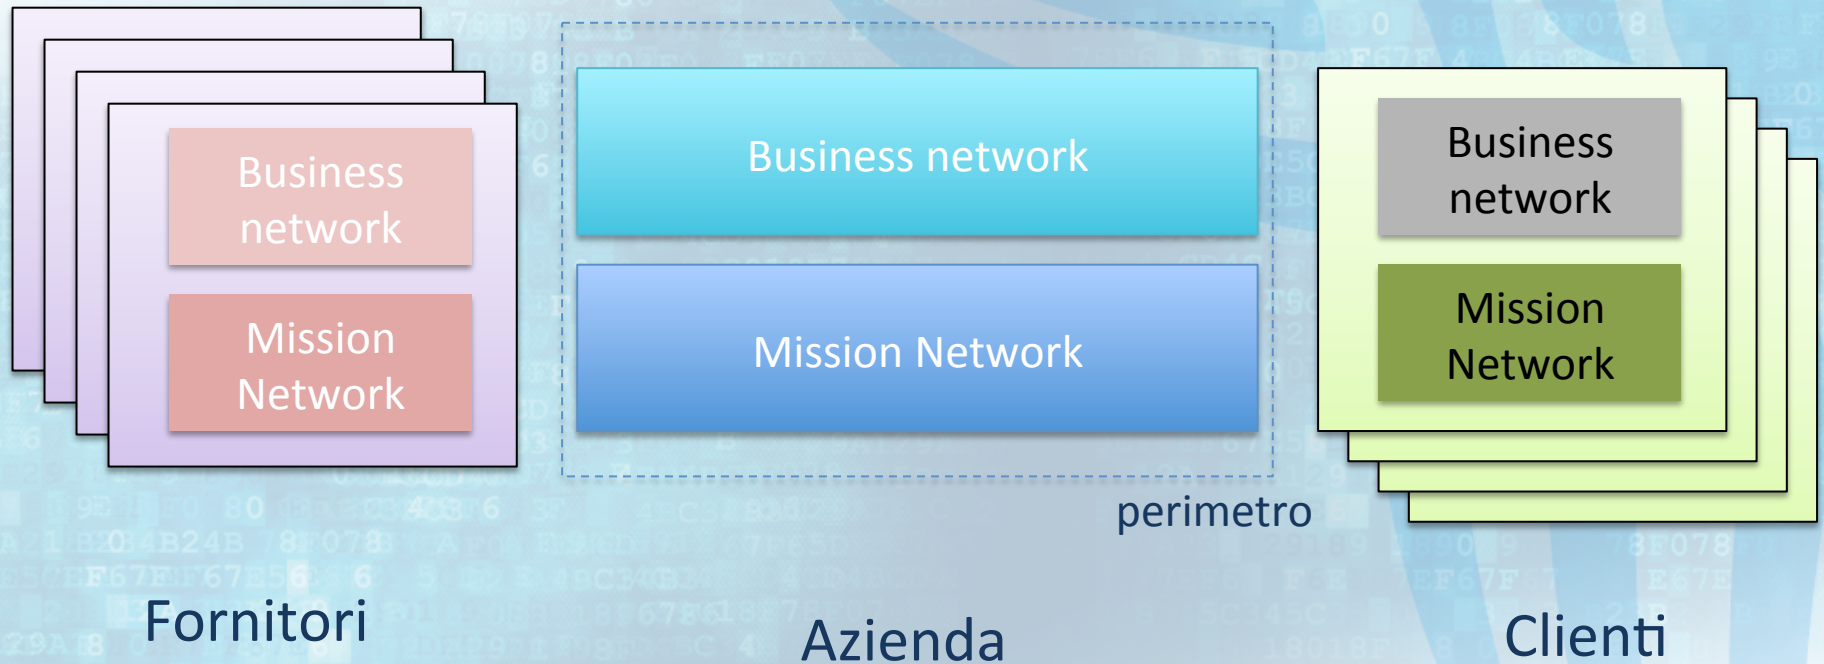 Business
network
Mission
Network
Fornitori
Business network
Mission Network
perimetro
Azienda
Business
network
Mission
Network
Clienti